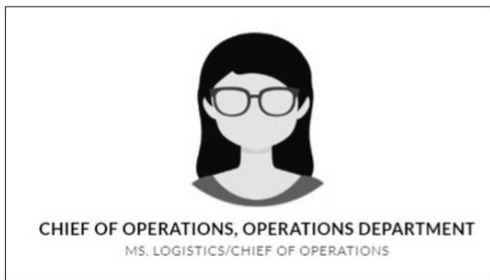 CHIEF OF OPERATIONS, OPERATIONS DEPARTMENT
MS. LOGISTICS/CHIEF OF OPERATIONS